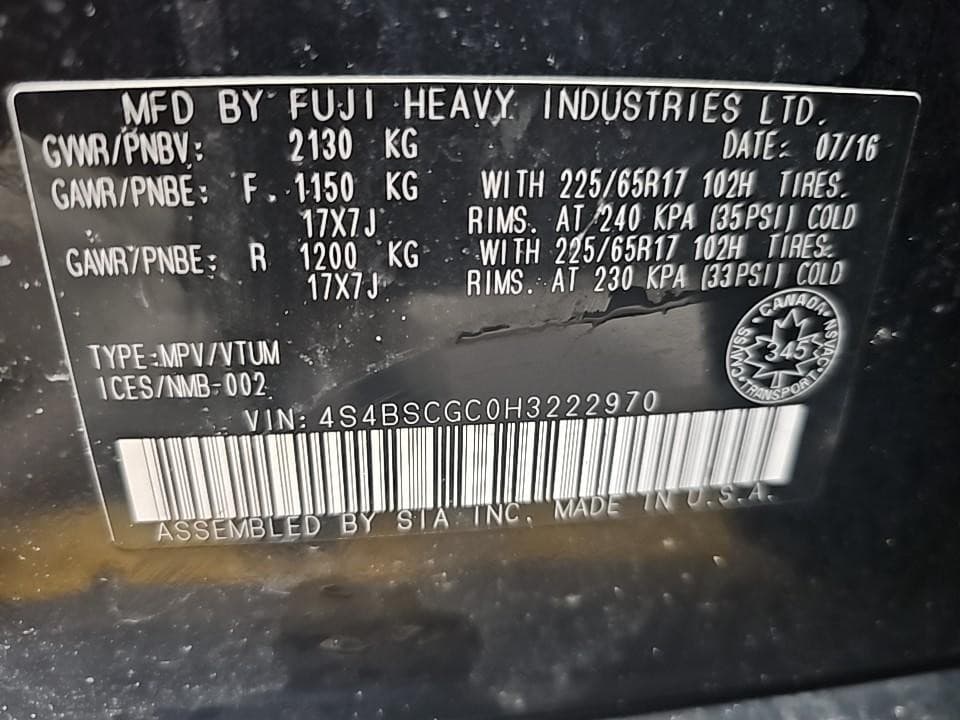 MFD BY FUJI HEAVY INDUSTRIES LTD.
GVWR/PNBV: 2130 KG DATE: 07/16
GAWR/PNBE: F. 1150 KG WITH 225/65R17 102H TIRES.
17X7J RIMS. AT 240 KPA (35PSI) COLD
GAWR/PNBE: R 1200 KG WITH 225/65R17 102H TIRES.
17X7J RIMS. AT 230 KPA (33PSI) COLD
CANADA
CMVSS 345 NSVAC
TRANSPORT
TYPE:MPV/VTUM
ICES/NMB-002
VIN: 4S4BSCGC0H3222970
ASSEMBLED BY SIA INC. MADE IN U.S.A.